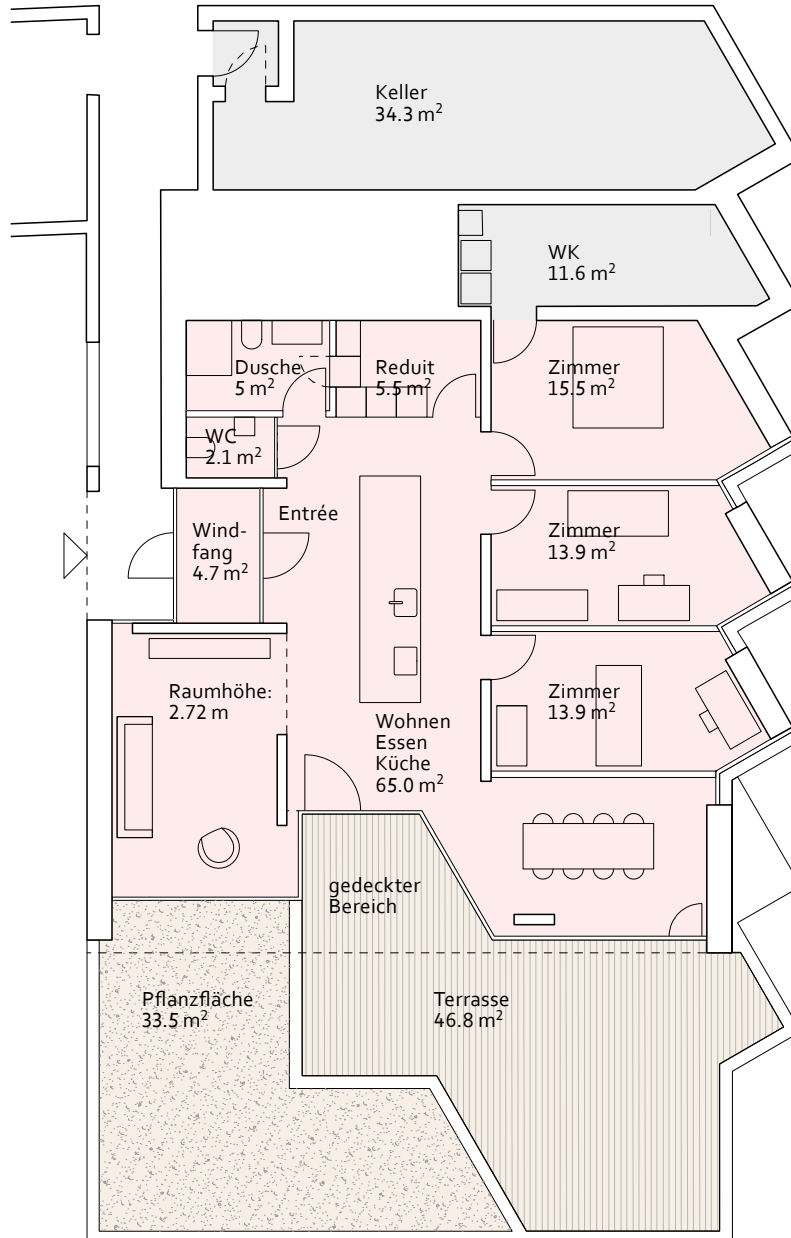 Keller
34.3 m²
WK
11.6 m²
Dusche
5 m²
Reduit
5.5 m²
Zimmer
15.5 m²
WC
2.1 m²
Entrée
Wind-
fang
4.7 m²
Zimmer
13.9 m²
Raumhöhe:
2.72 m
Zimmer
13.9 m²
Wohnen
Essen
Küche
65.0 m²
gedeckter
Bereich
Pflanzfläche
33.5 m²
Terrasse
46.8 m²